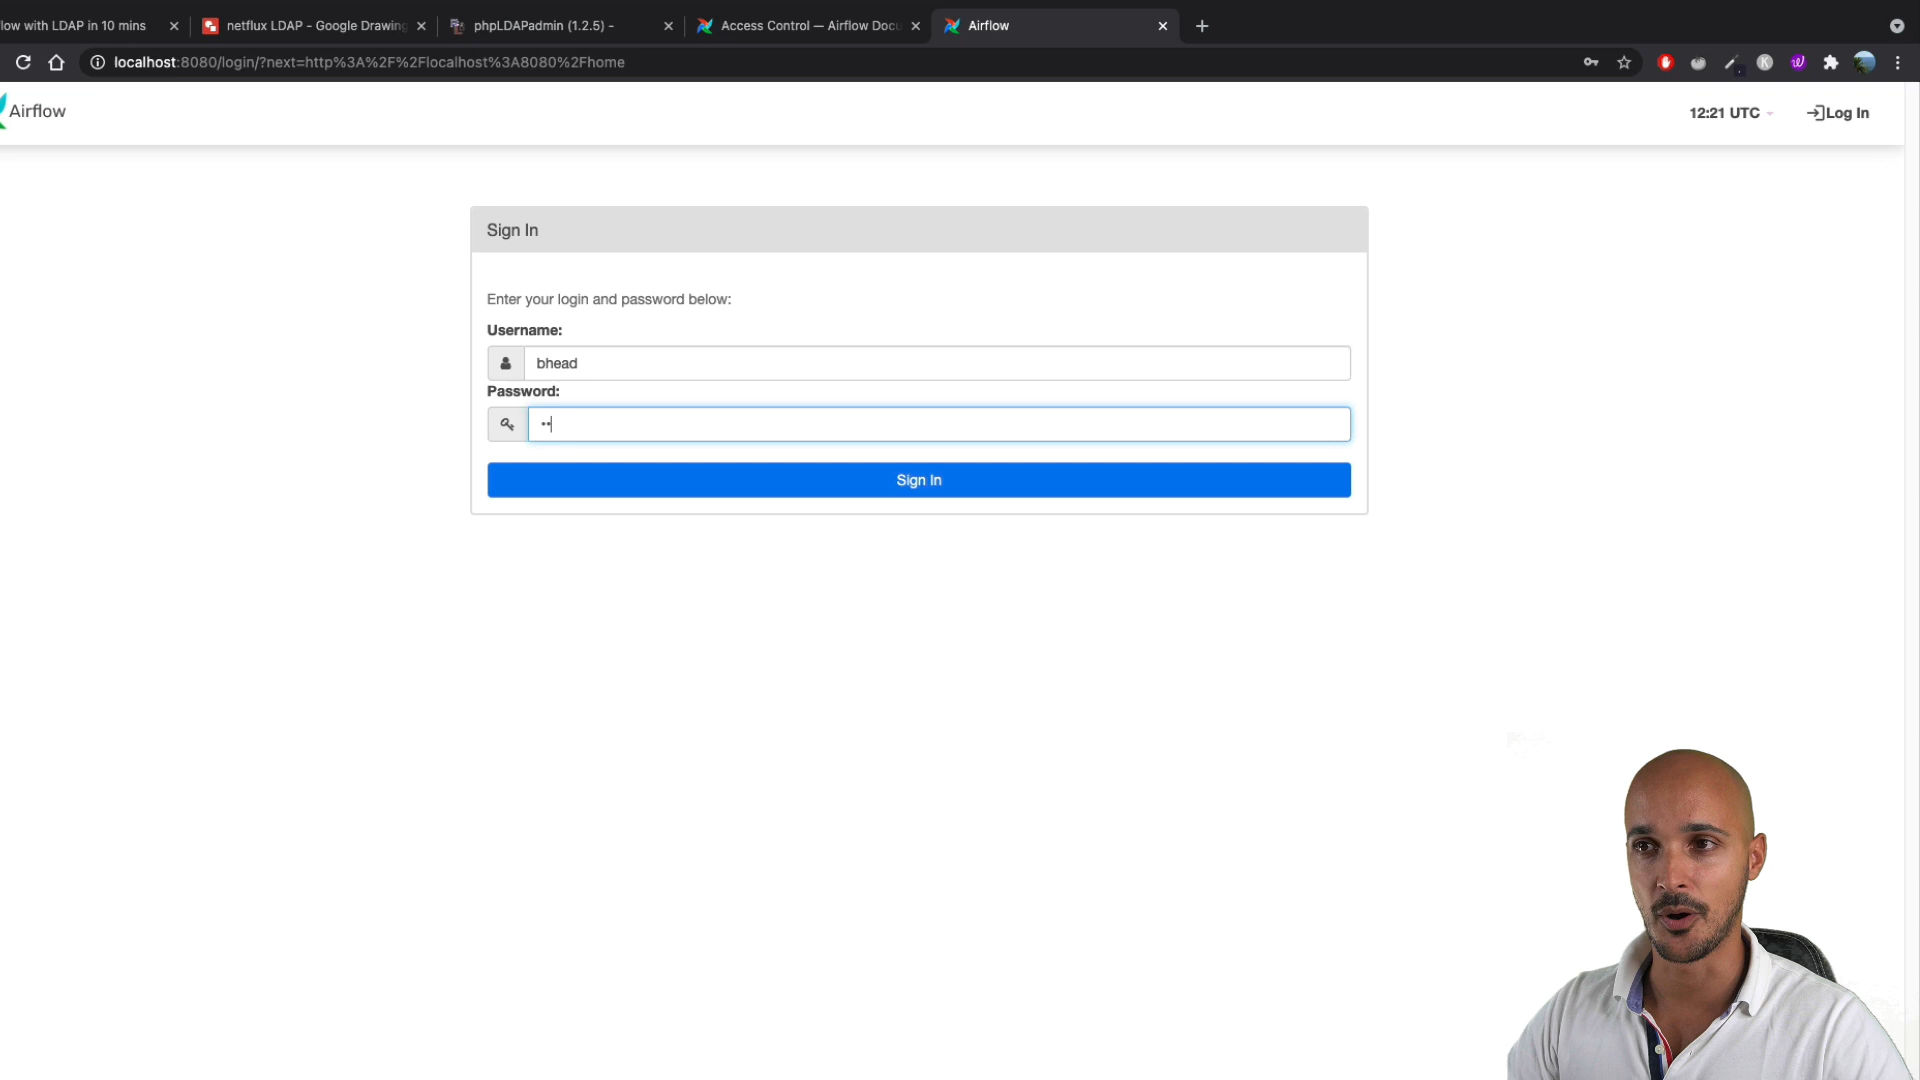 low with LDAP in 10 mins
netflux LDAP - Google Drawing
phpLDAPadmin (1.2.5) -
Access Control — Airflow Docu
Airflow
localhost:8080/login/?next=http%3A%2F%2Flocalhost%3A8080%2Fhome
Airflow
12:21 UTC
Log In
Sign In
Enter your login and password below:
Username:
bhead
Password:
Sign In